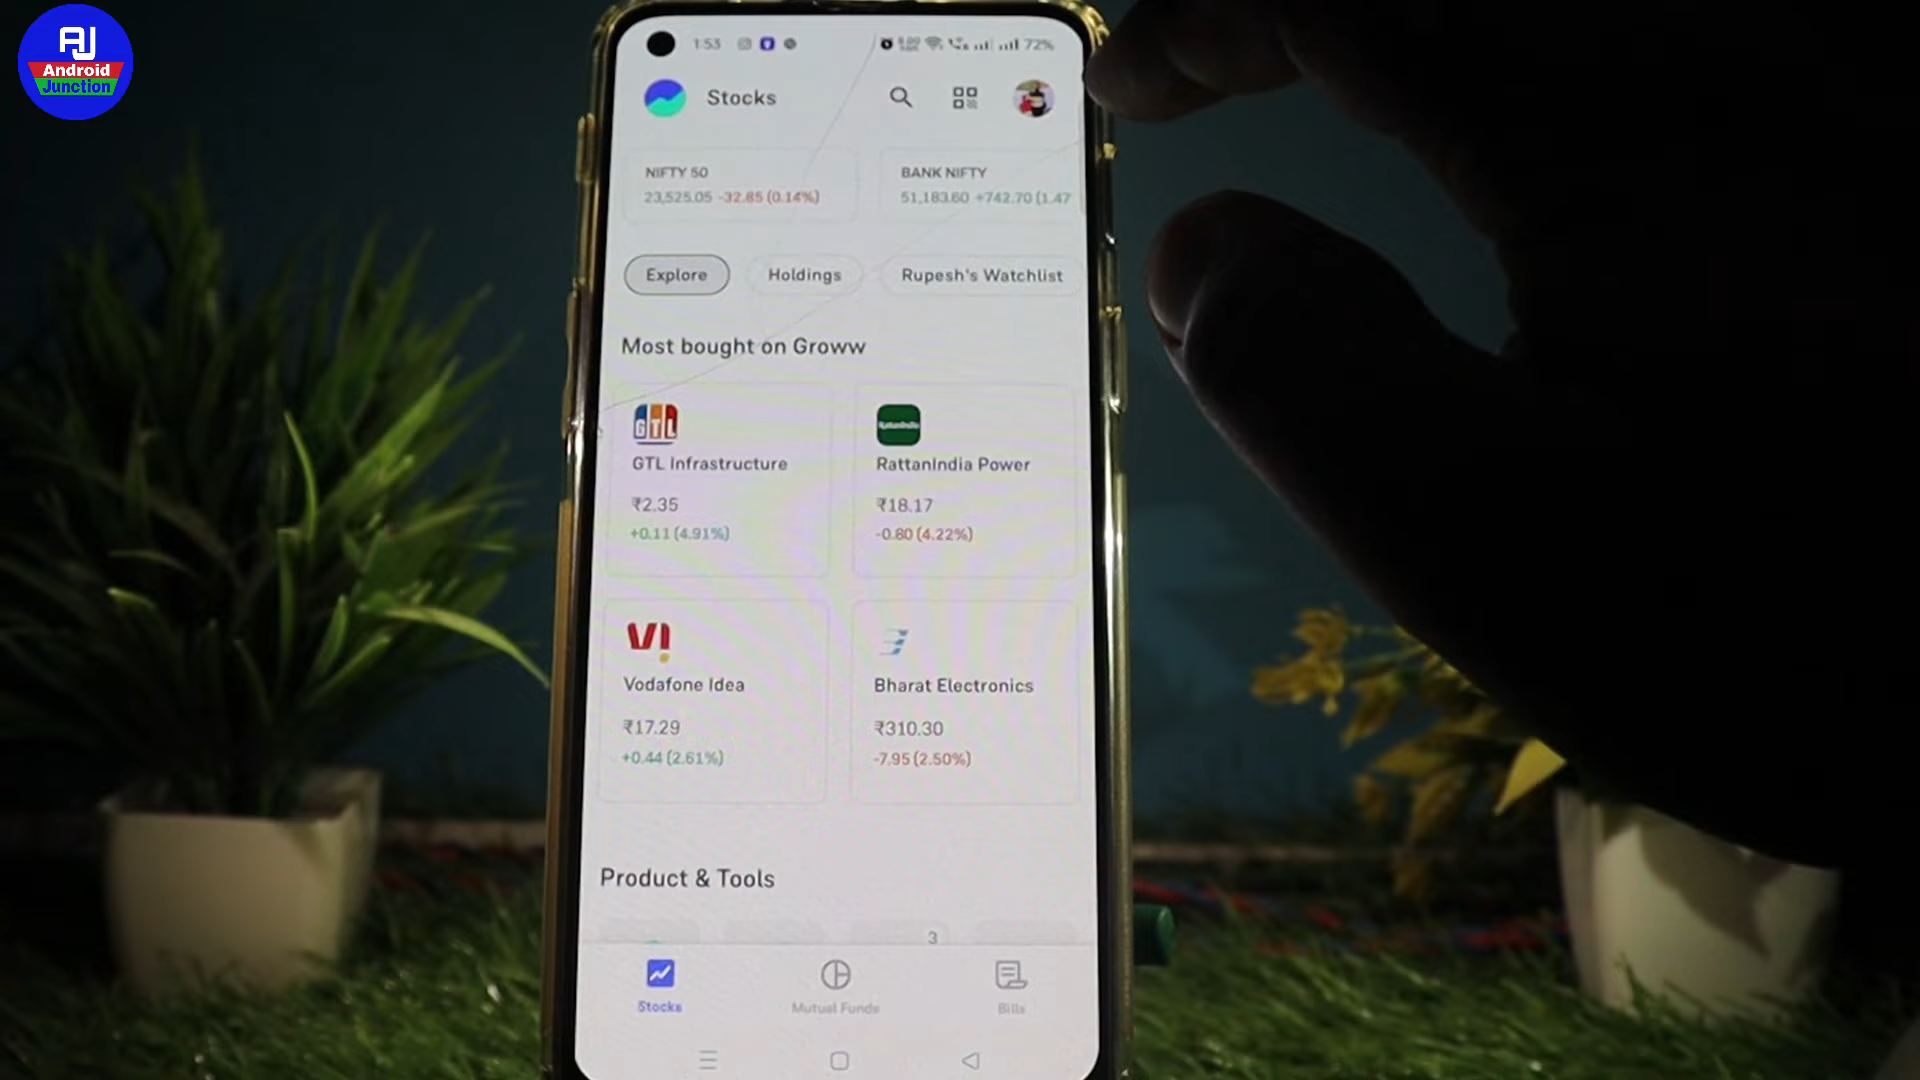 AJ
Android
Junction
1:53
72%
Stocks
NIFTY 50
23,525.05 -32.85 (0.14%)
BANK NIFTY
51,183.60 +742.70 (1.47
Explore
Holdings
Rupesh's Watchlist
Most bought on Groww
GTL
GTL Infrastructure
₹2.35
+0.11 (4.91%)
RattanIndia
RattanIndia Power
₹18.17
-0.80 (4.22%)
VI
Vodafone Idea
₹17.29
+0.44 (2.61%)
Bharat Electronics
₹310.30
-7.95 (2.50%)
Product & Tools
3
Stocks
Mutual Funds
Bills